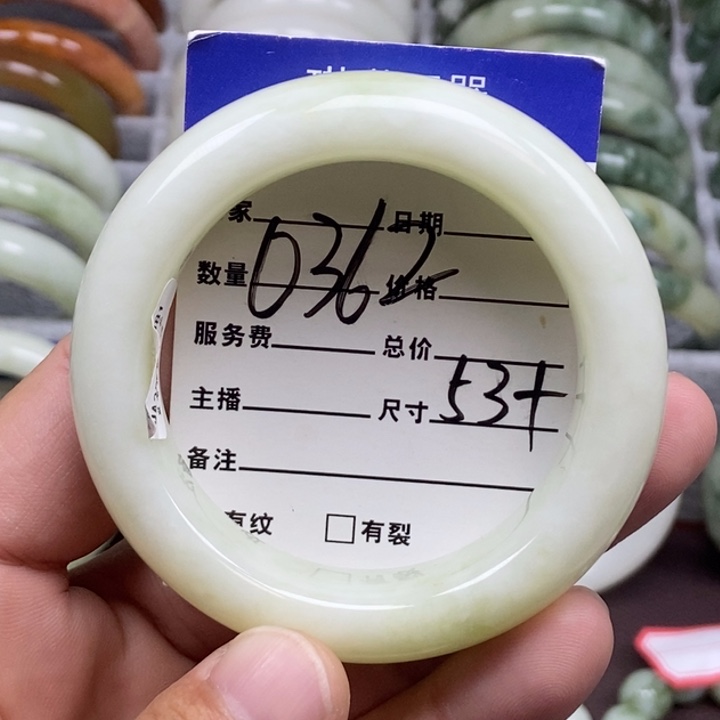 家 日期
0362
数量 价格
服务费 总价
主播 尺寸 53+
备注
有纹 □有裂